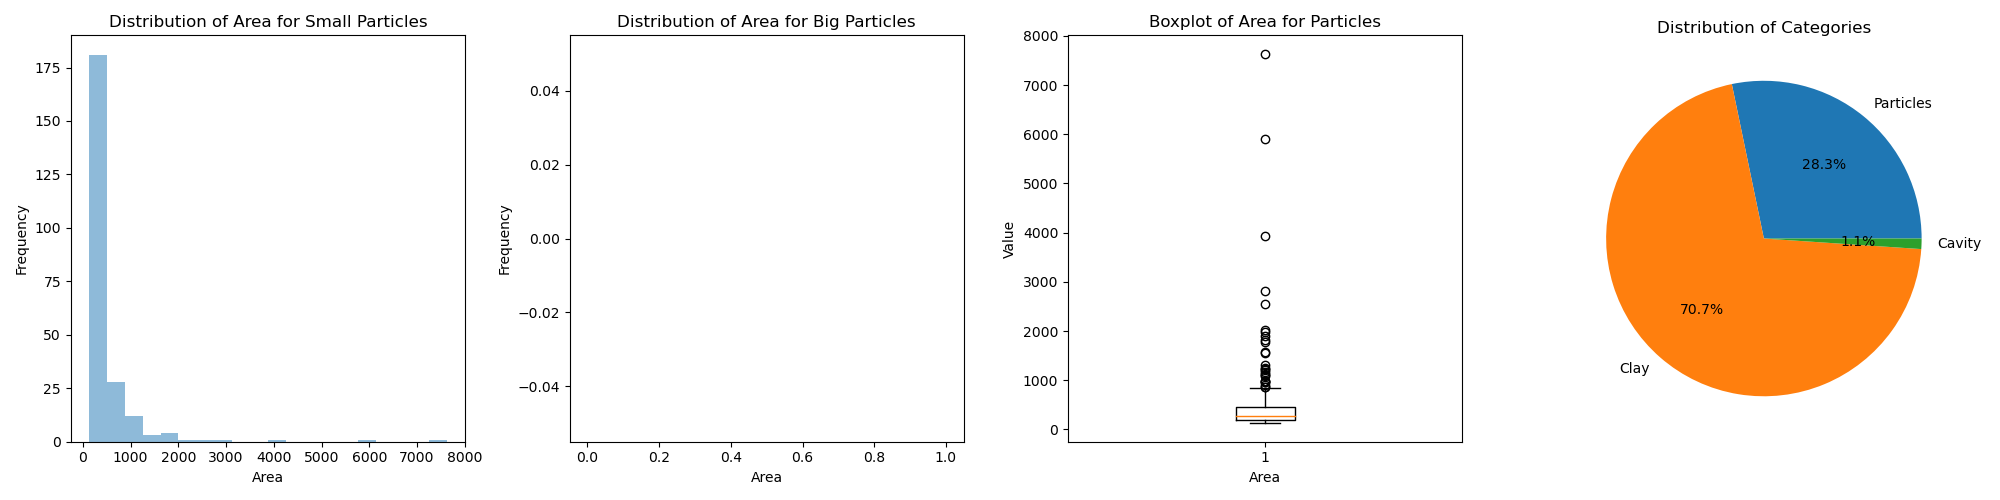 Distribution of Area for Small Particles
175
150
125
100
75
50
25
0
Frequency
0 1000 2000 3000 4000 5000 6000 7000 8000
Area
Distribution of Area for Big Particles
0.04
0.02
0.00
−0.02
−0.04
Frequency
0.0 0.2 0.4 0.6 0.8 1.0
Area
Boxplot of Area for Particles
8000
7000
6000
5000
4000
3000
2000
1000
0
Value
1
Area
Distribution of Categories
Particles
28.3%
1.1%
Cavity
70.7%
Clay